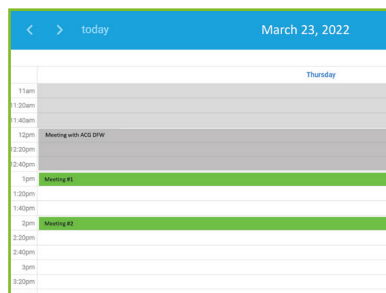 today March 23, 2022
Thursday
11am
11:20am
11:40am
12pm Meeting with ACG DFW
12:20pm
12:40pm
1pm Meeting #1
1:20pm
1:40pm
2pm Meeting #2
2:20pm
2:40pm
3pm
3:20pm